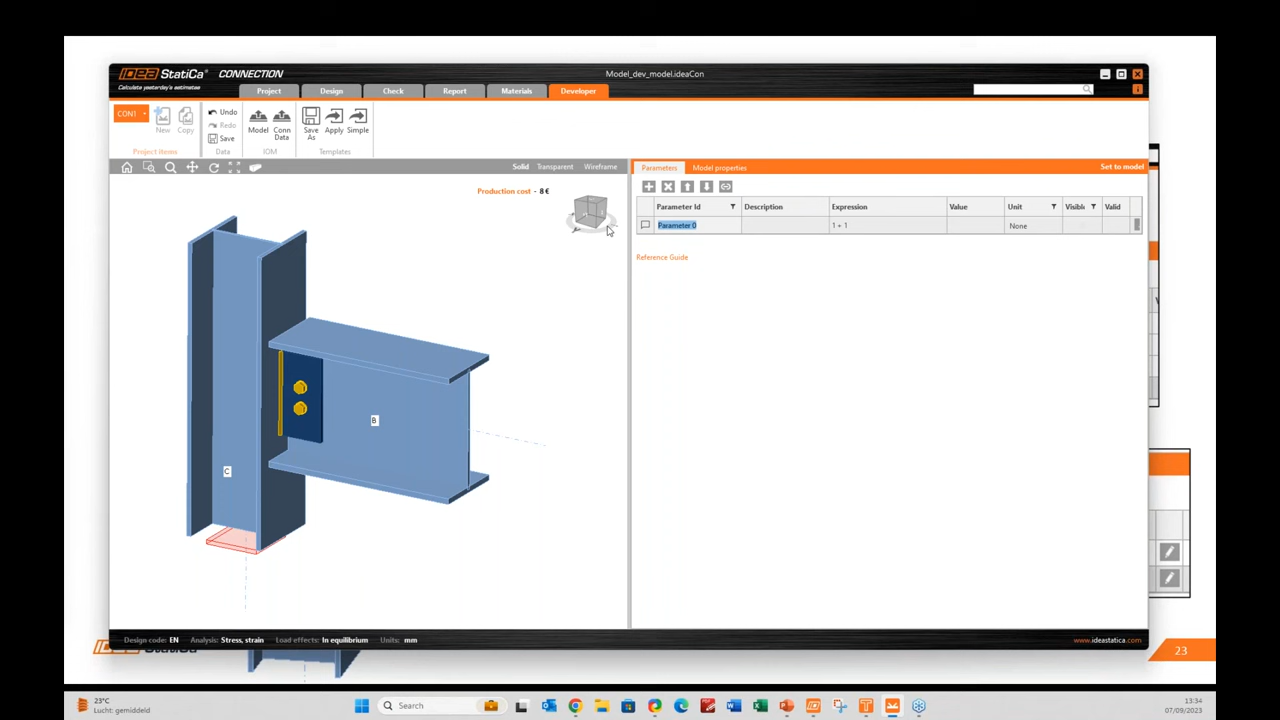 IDEA StatiCa® CONNECTION
Calculate yesterday's estimates
Model_dev_model.ideaCon
Project
Design
Check
Report
Materials
Developer
CON1
New
Copy
Undo
Redo
Save
Model
Conn Data
Save As
Apply
Simple
Project items
Data
IOM
Templates
Solid
Transparent
Wireframe
Parameters
Model properties
Set to model
Production cost - 8 €
Parameter Id
Description
Expression
Value
Unit
Visible
Valid
Parameter 0
1 + 1
None
Reference Guide
B
C
Design code: EN
Analysis: Stress, strain
Load effects: In equilibrium
Units: mm
www.ideastatica.com
23
23°C
Lucht: gemiddeld
Search
13:34
07/09/2023